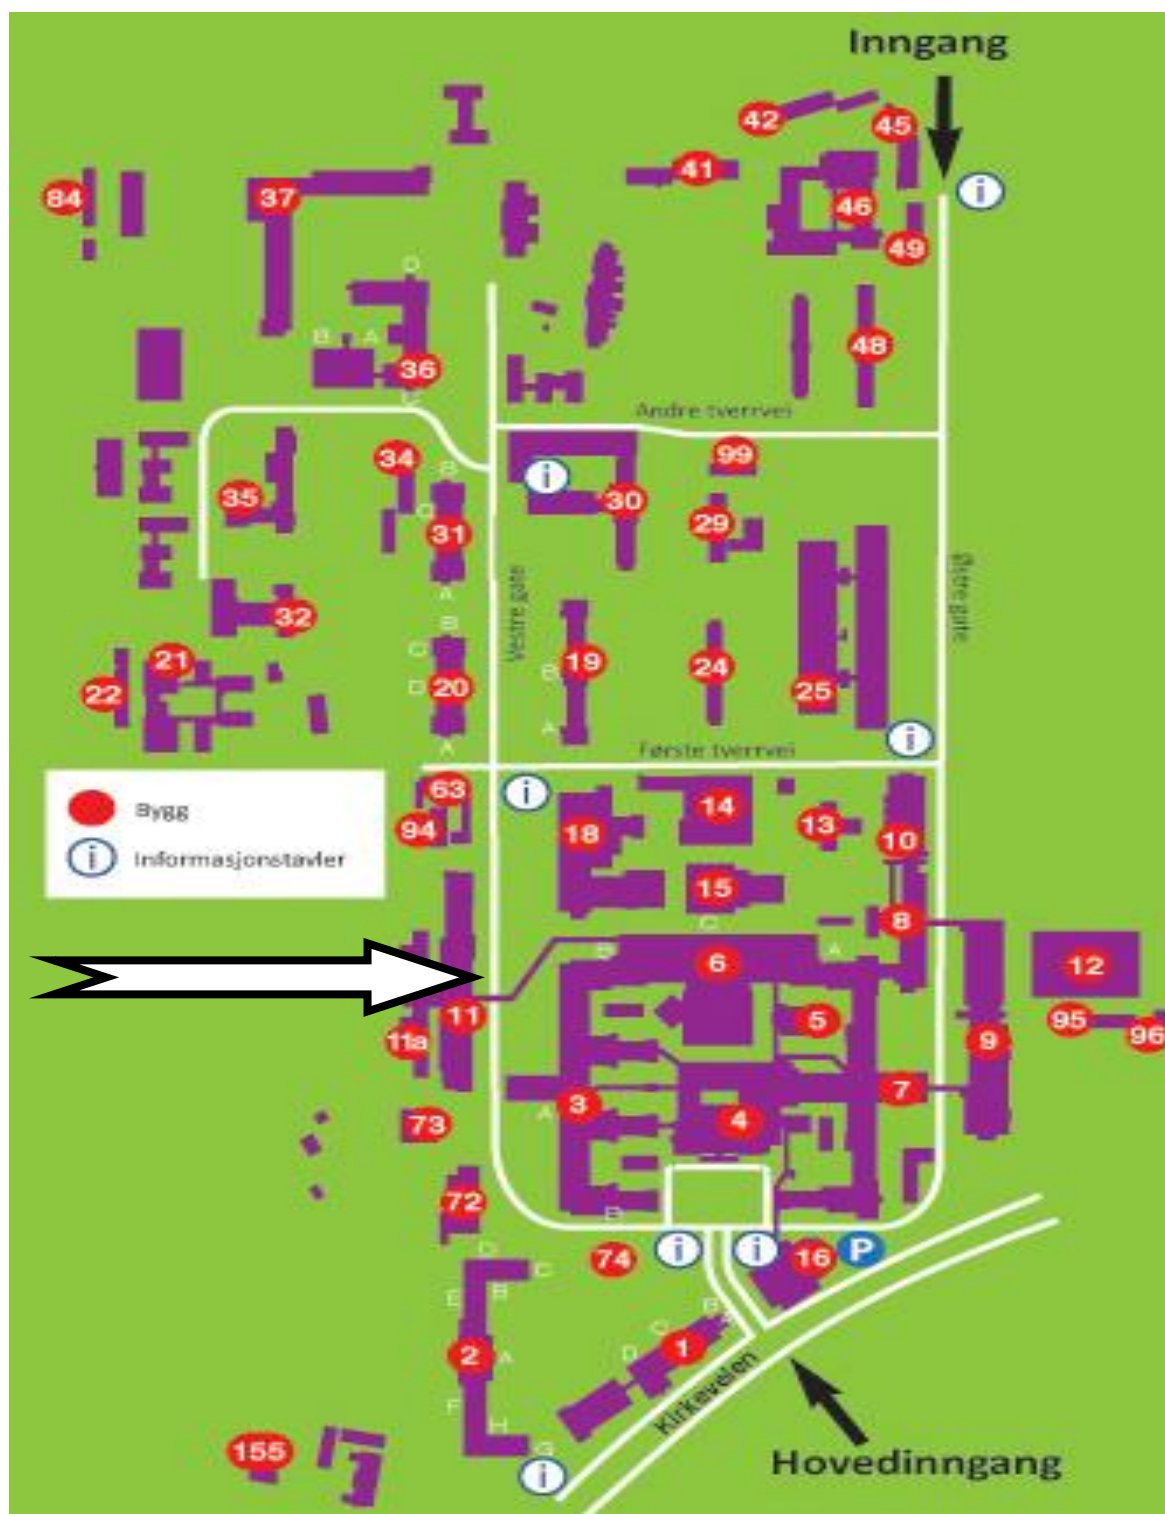 Inngang
42
45
41
i
84
37
46
49
D
B A
36
48
C
Andre tverrvei
34
B
99
i
35
C
30
29
31
A
Vestre gate
Østre gate
32
B
21
C
19
24
22
D
20
B
25
A
A
i
Første tverrvei
63
i
14
Bygg
94
18
13
10
i
Informasjonstavler
15
C
8
B
6
A
12
11
5
95
96
11a
9
3
7
A
4
73
72
D
D
74
i
i
16
P
C
E
B
B
A
C
1
2
A
D
F
Kirkeveien
H
155
G
Hovedinngang
i